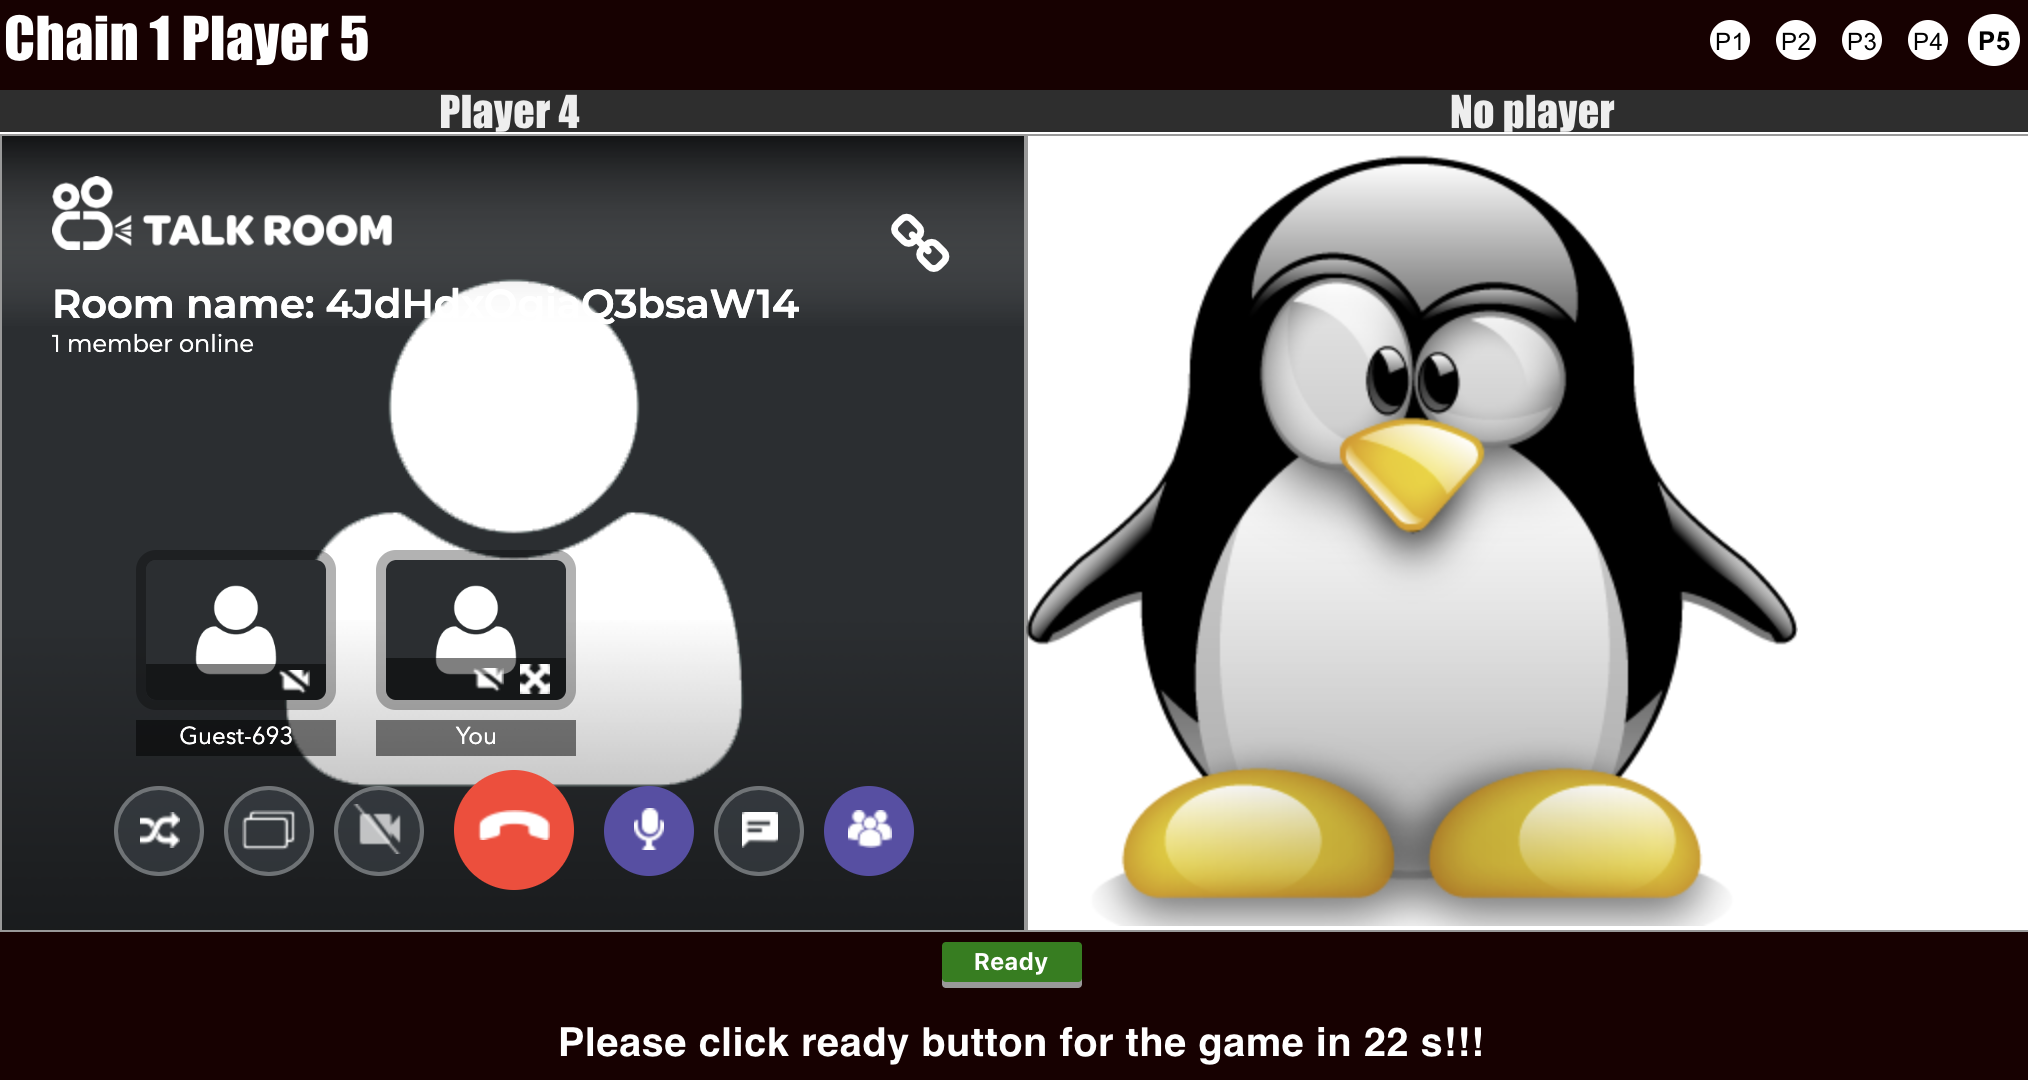 Chain 1 Player 5
P1 P2 P3 P4 P5
Player 4
No player
TALK ROOM
Room name:
1 member online
Guest-693
You
Ready
Please click ready button for the game in 22 s!!!